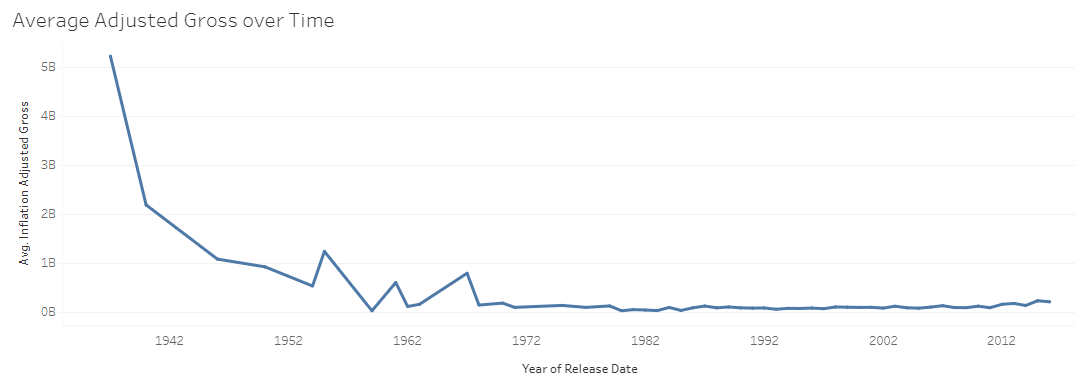 Average Adjusted Gross over Time
Avg. Inflation Adjusted Gross
5B
4B
3B
2B
1B
0B
1942 1952 1962 1972 1982 1992 2002 2012
Year of Release Date